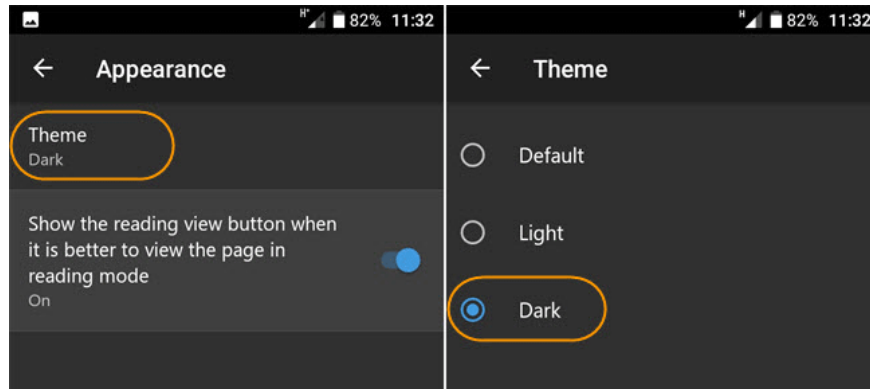 H+ 82% 11:32
Appearance
Theme
Dark
Show the reading view button when
it is better to view the page in
reading mode
On
H 82% 11:32
Theme
Default
Light
Dark